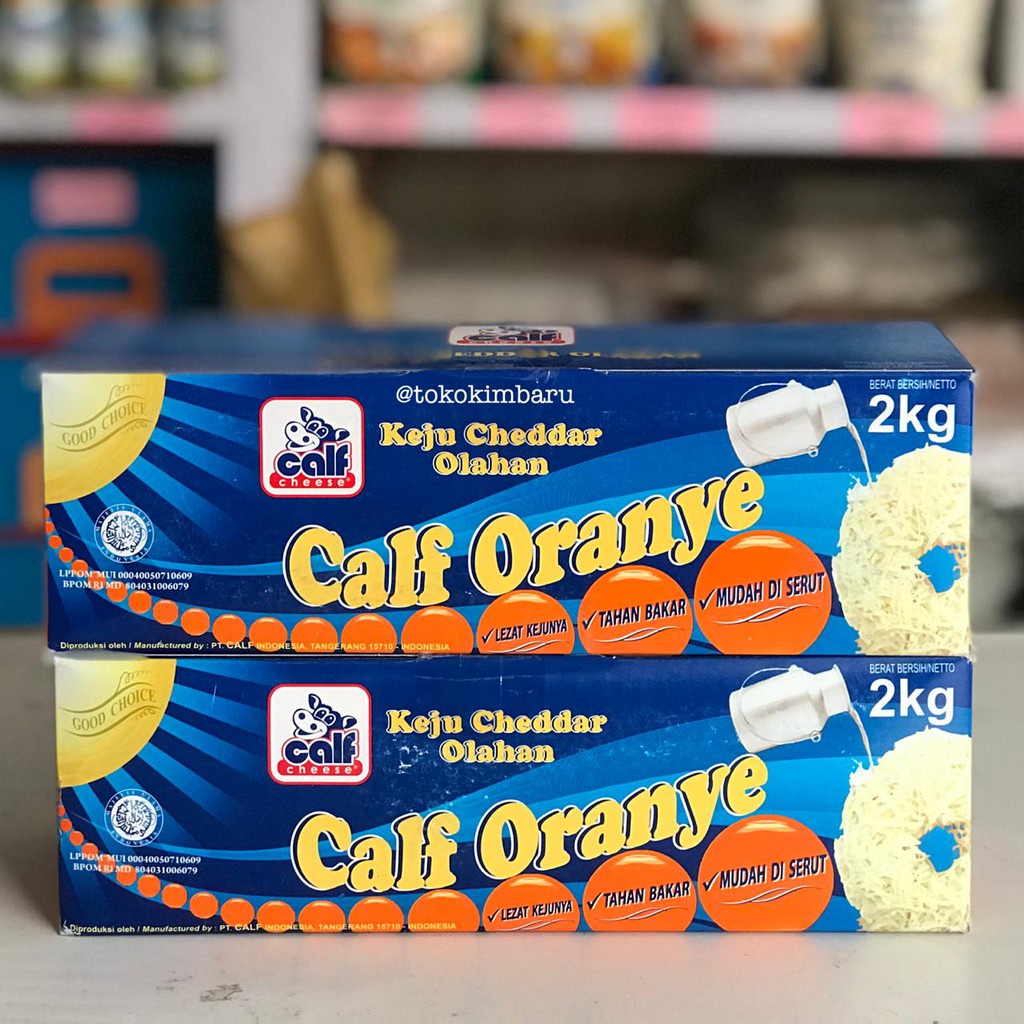 calf
@tokokimbaru
GOOD CHOICE
calf
cheese®
Keju Cheddar
Olahan
BERAT BERSIH/NETTO
2kg
Calf Oranye
LPPOM MUI 00040050710609
BPOM RI MD 804031006079
✓ LEZAT KEJUNYA
✓ TAHAN BAKAR
✓ MUDAH DI SERUT
Diproduksi oleh / Manufactured by : PT. CALF INDONESIA, TANGERANG 15710 - INDONESIA
GOOD CHOICE
calf
cheese®
Keju Cheddar
Olahan
BERAT BERSIH/NETTO
2kg
Calf Oranye
LPPOM MUI 00040050710609
BPOM RI MD 804031006079
✓ LEZAT KEJUNYA
✓ TAHAN BAKAR
✓ MUDAH DI SERUT
Diproduksi oleh / Manufactured by : PT. CALF INDONESIA, TANGERANG 15710 - INDONESIA